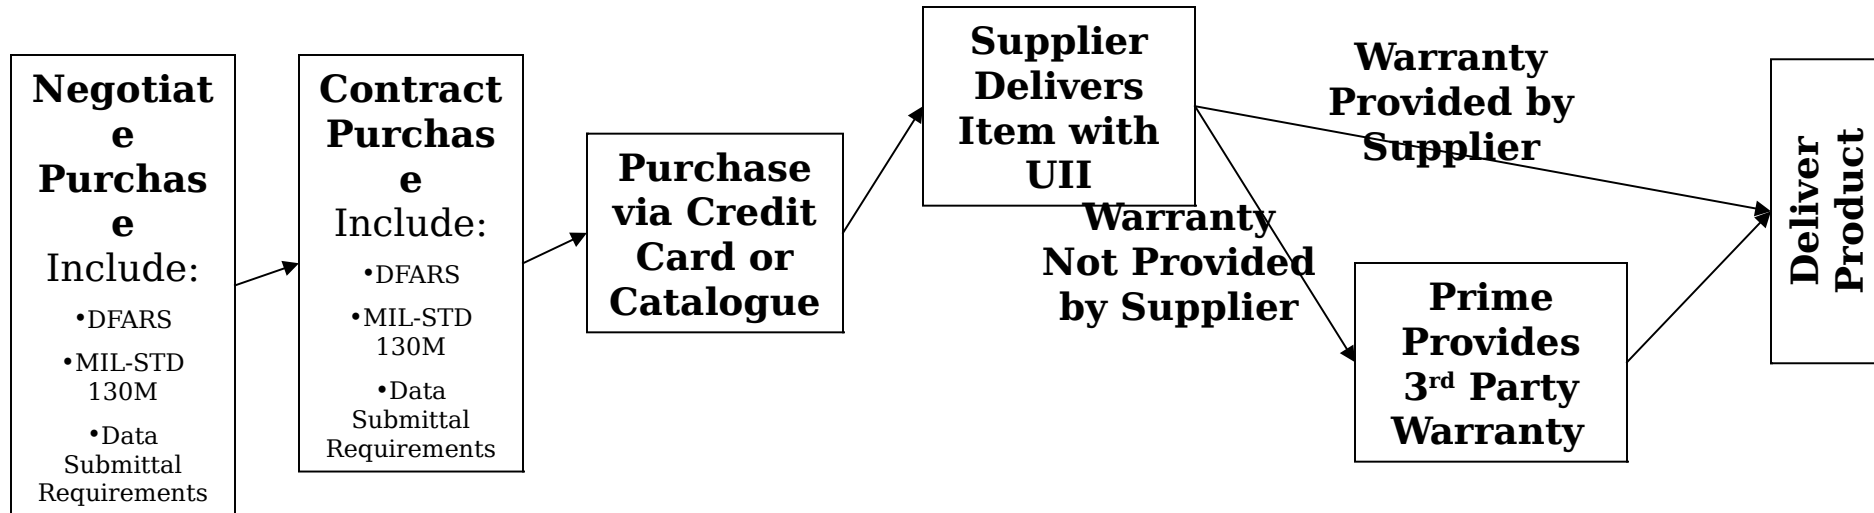 Negotiat
e
Purchas
e
Include:
•DFARS
•MIL-STD
130M
•Data
Submittal
Requirements
Contract
Purchas
e
Include:
•DFARS
•MIL-STD
130M
•Data
Submittal
Requirements
Purchase
via Credit
Card or
Catalogue
Supplier
Delivers
Item with
UII
Warranty
Provided by
Supplier
Warranty
Not Provided
by Supplier
Prime
Provides
3rd Party
Warranty
Deliver
Product